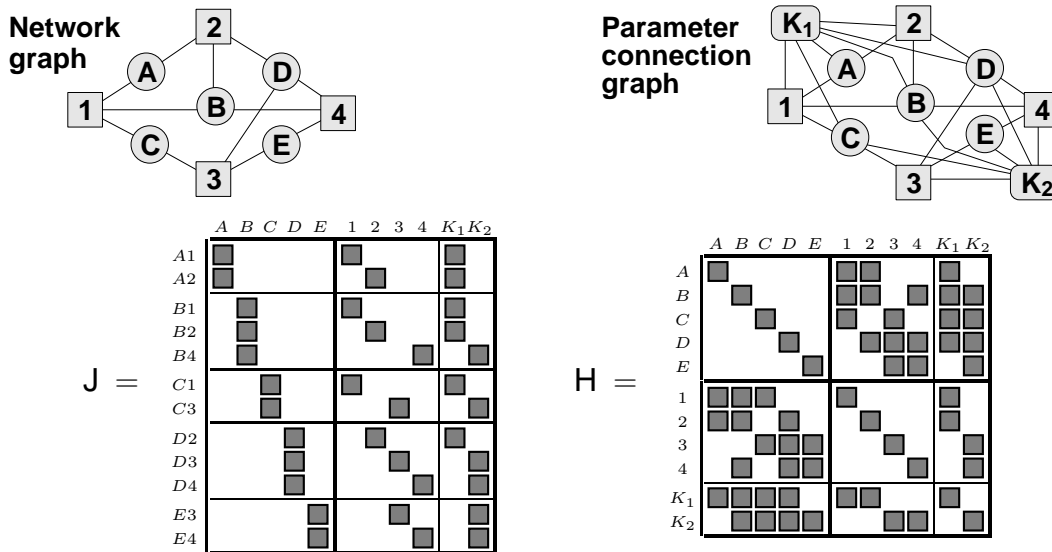 Network graph
1
2
3
4
A
B
C
D
E
Parameter connection graph
K1
2
A
D
1
B
4
C
E
3
K2
J =
A B C D E 1 2 3 4 K1 K2
A1
A2
B1
B2
B4
C1
C3
D2
D3
D4
E3
E4
H =
A B C D E 1 2 3 4 K1 K2
A
B
C
D
E
1
2
3
4
K1
K2